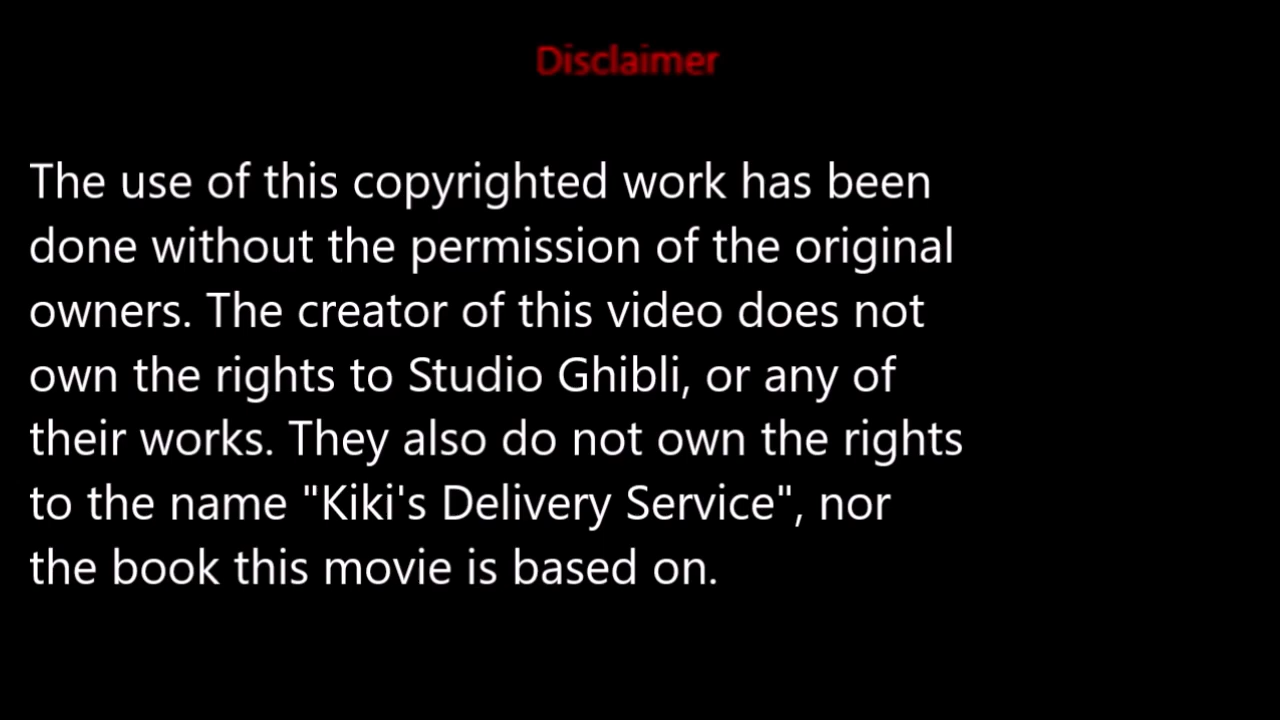 Disclaimer
The use of this copyrighted work has been
done without the permission of the original
owners. The creator of this video does not
own the rights to Studio Ghibli, or any of
their works. They also do not own the rights
to the name "Kiki's Delivery Service", nor
the book this movie is based on.